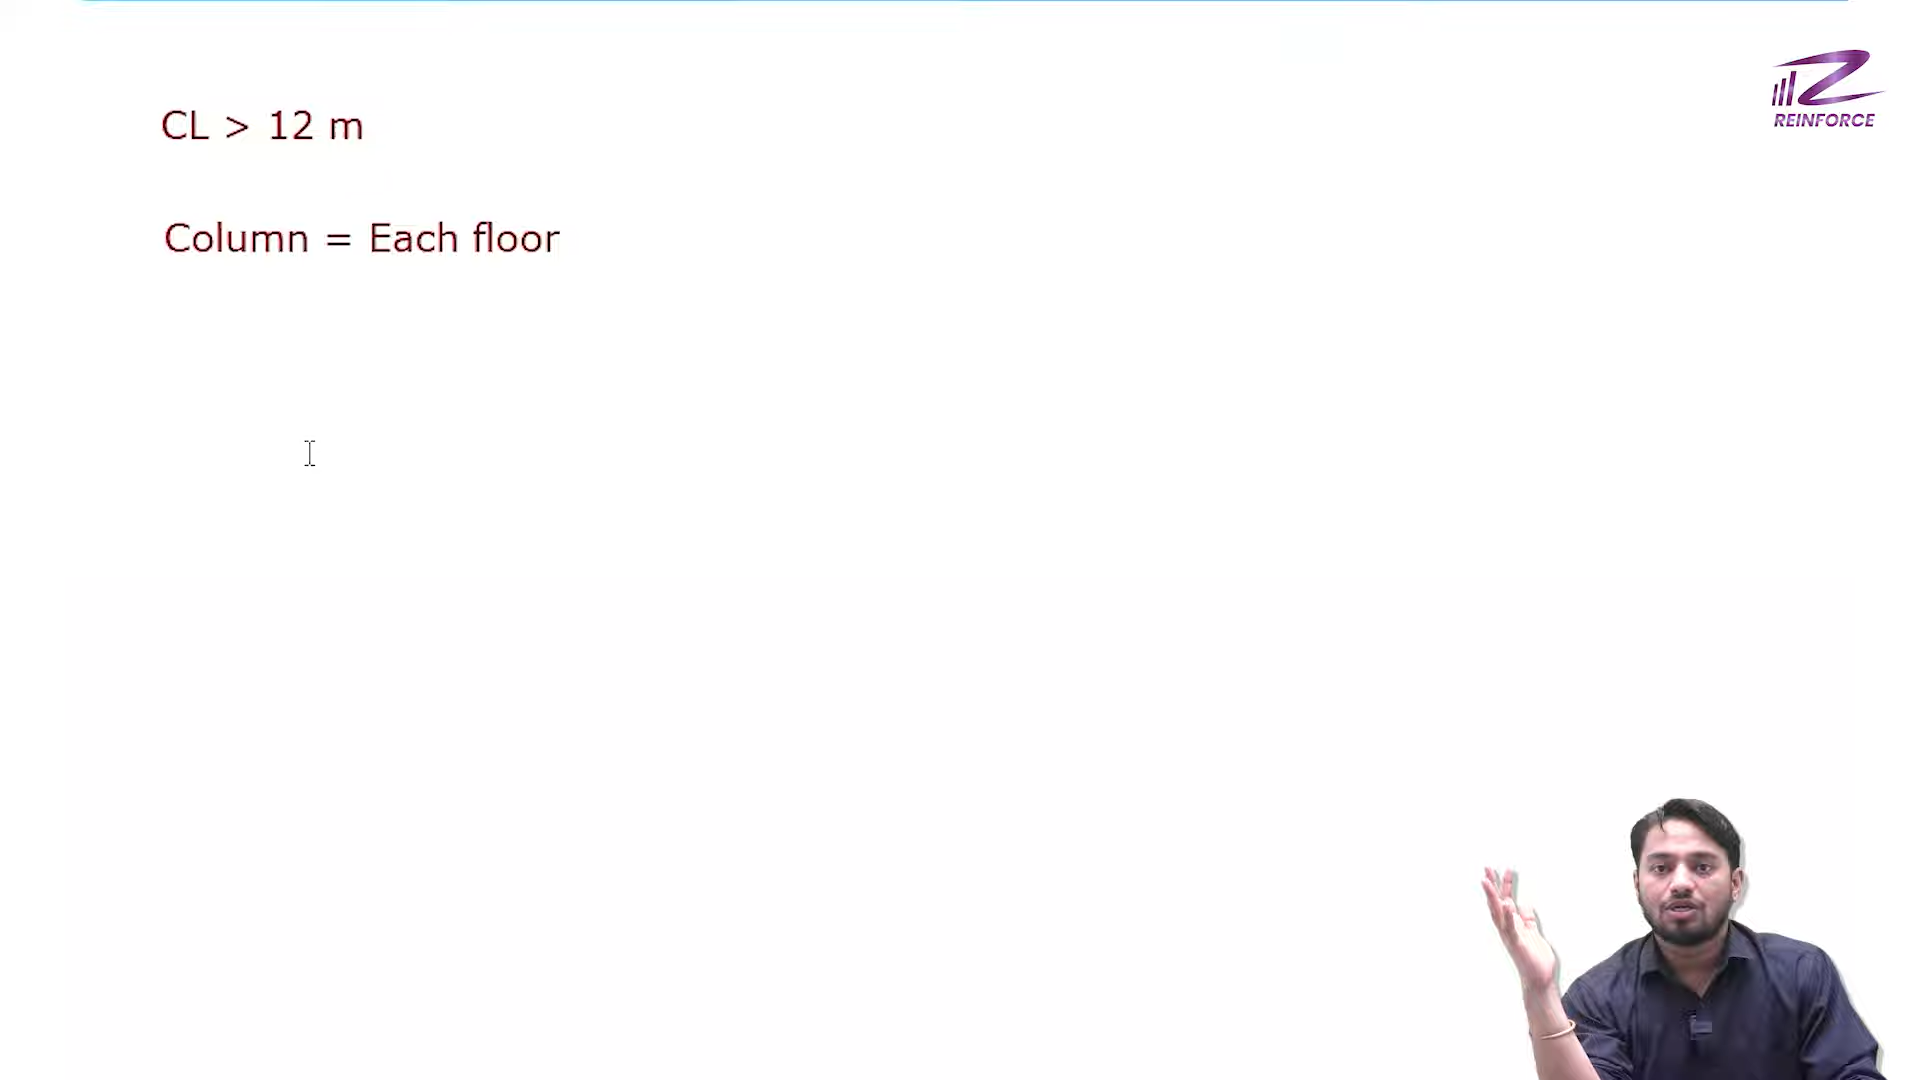 CL > 12 m
REINFORCE
Column = Each floor